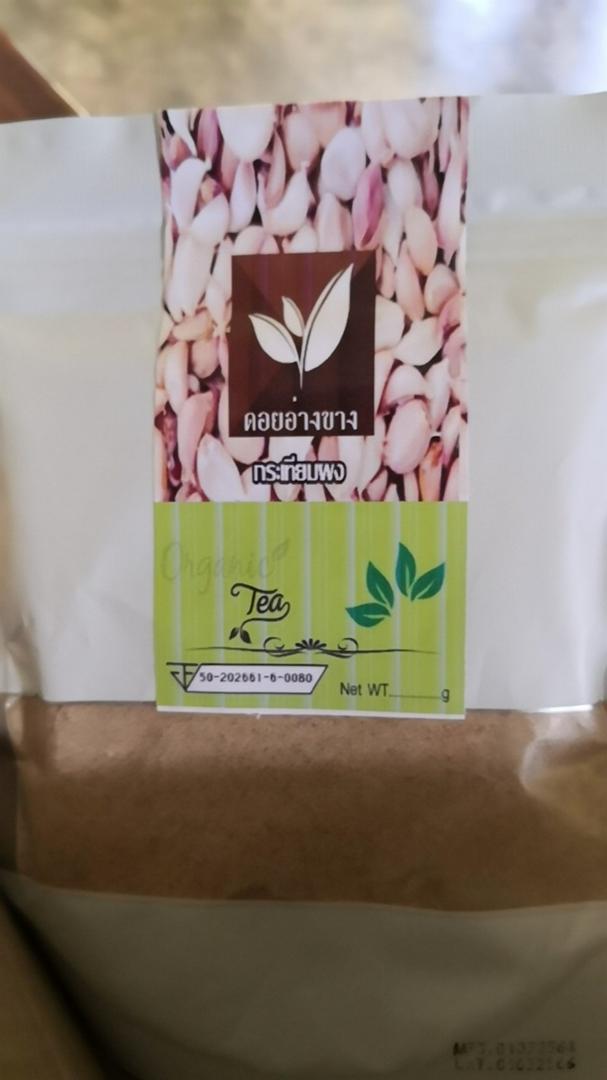 ดอยอ่างขาง
กระเทียมผง
Organic
Tea
50-202661-6-0080
Net WT.________g